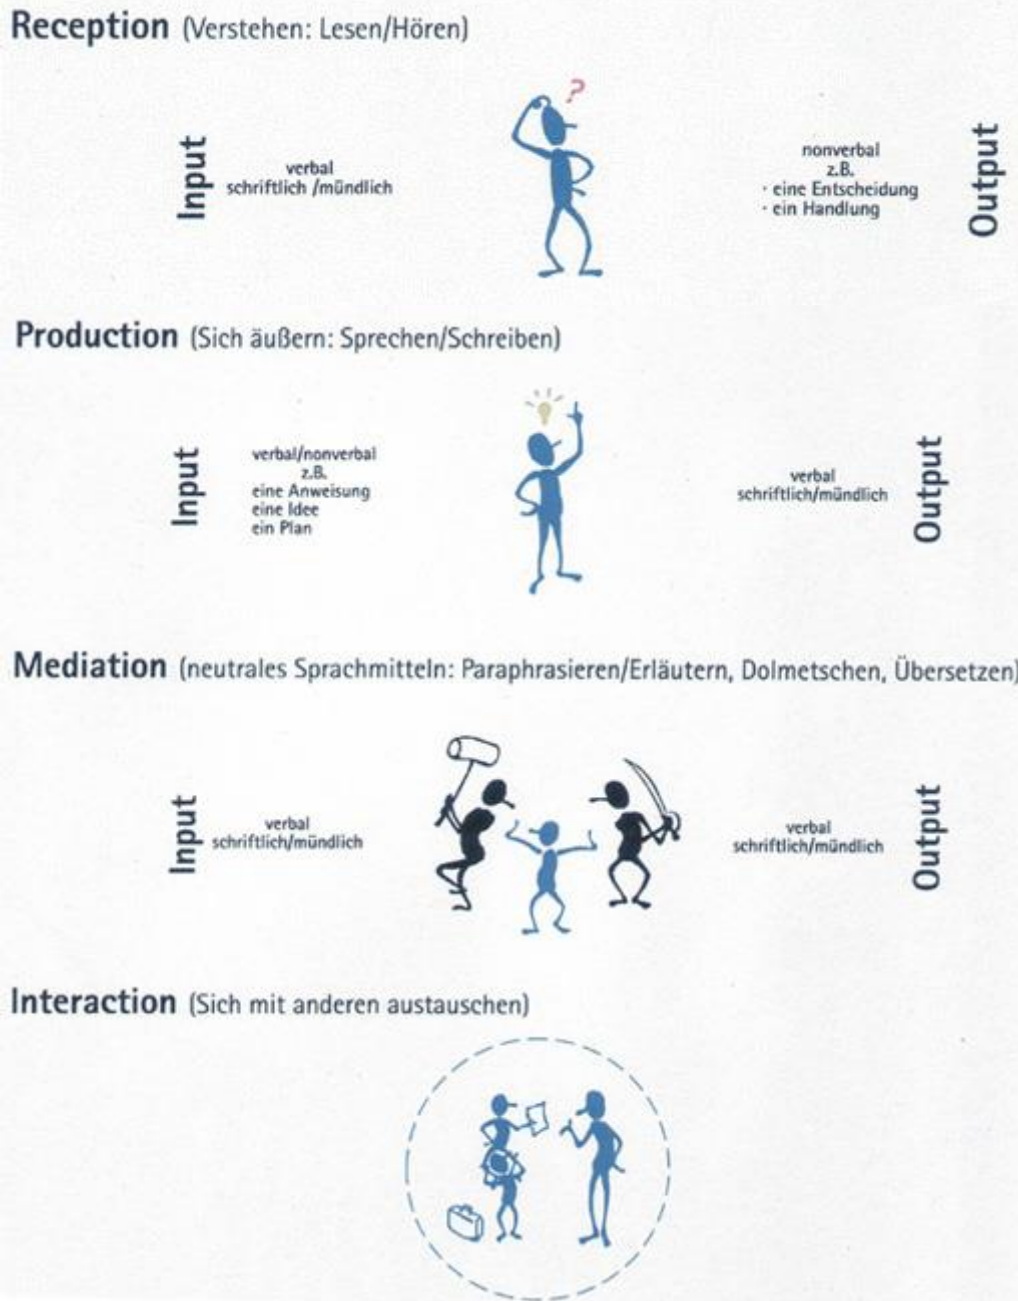 Reception (Verstehen: Lesen/Hören)
Input
verbal
schriftlich /mündlich
?
nonverbal
z.B.
· eine Entscheidung
· ein Handlung
Output
Production (Sich äußern: Sprechen/Schreiben)
Input
verbal/nonverbal
z.B.
eine Anweisung
eine Idee
ein Plan
verbal
schriftlich/mündlich
Output
Mediation (neutrales Sprachmitteln: Paraphrasieren/Erläutern, Dolmetschen, Übersetzen)
Input
verbal
schriftlich/mündlich
verbal
schriftlich/mündlich
Output
Interaction (Sich mit anderen austauschen)